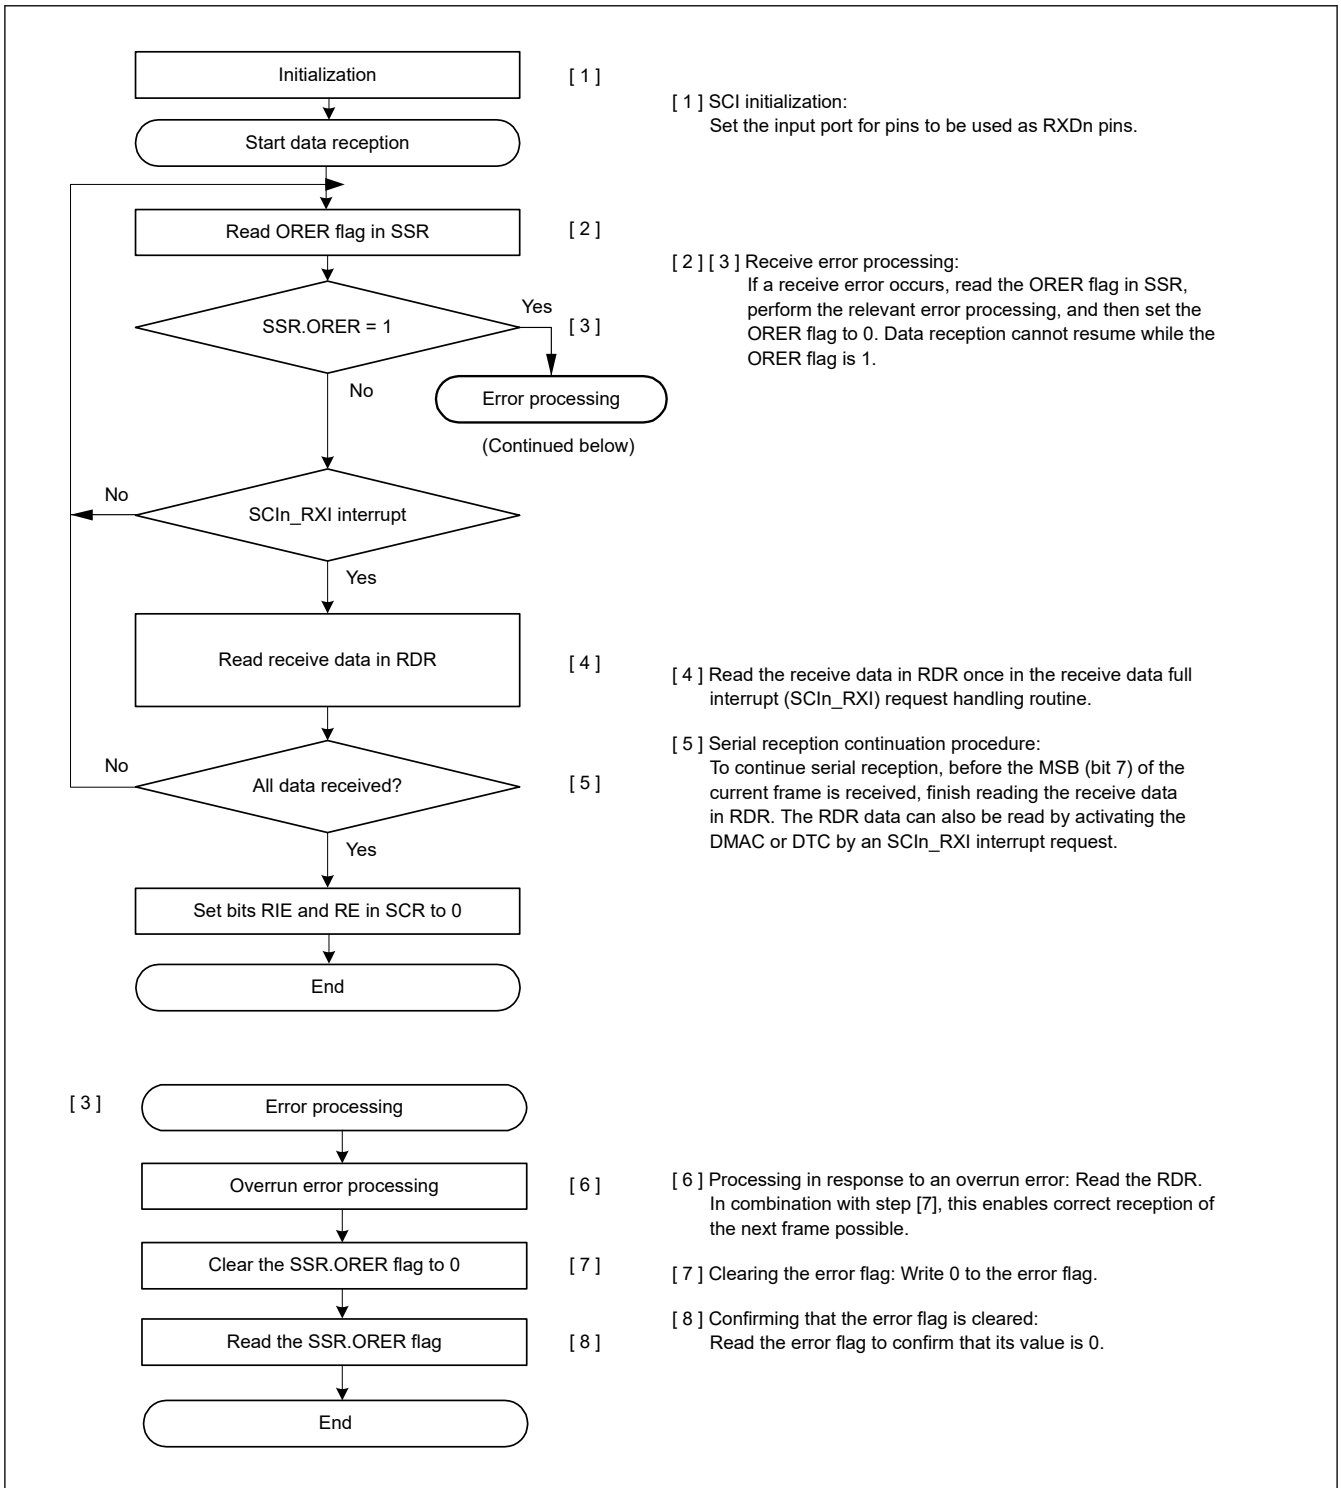 Initialization
[ 1 ]
[ 1 ] SCI initialization:
Set the input port for pins to be used as RXDn pins.
Start data reception
Read ORER flag in SSR
[ 2 ]
[ 2 ] [ 3 ] Receive error processing:
If a receive error occurs, read the ORER flag in SSR,
perform the relevant error processing, and then set the
ORER flag to 0. Data reception cannot resume while the
ORER flag is 1.
SSR.ORER = 1
Yes
[ 3 ]
No
Error processing
(Continued below)
SCIn_RXI interrupt
No
Yes
Read receive data in RDR
[ 4 ]
[ 4 ] Read the receive data in RDR once in the receive data full
interrupt (SCIn_RXI) request handling routine.
[ 5 ] Serial reception continuation procedure:
To continue serial reception, before the MSB (bit 7) of the
current frame is received, finish reading the receive data
in RDR. The RDR data can also be read by activating the
DMAC or DTC by an SCIn_RXI interrupt request.
No
All data received?
[ 5 ]
Yes
Set bits RIE and RE in SCR to 0
End
[ 3 ]
Error processing
Overrun error processing
[ 6 ]
[ 6 ] Processing in response to an overrun error: Read the RDR.
In combination with step [7], this enables correct reception of
the next frame possible.
Clear the SSR.ORER flag to 0
[ 7 ]
[ 7 ] Clearing the error flag: Write 0 to the error flag.
Read the SSR.ORER flag
[ 8 ]
[ 8 ] Confirming that the error flag is cleared:
Read the error flag to confirm that its value is 0.
End